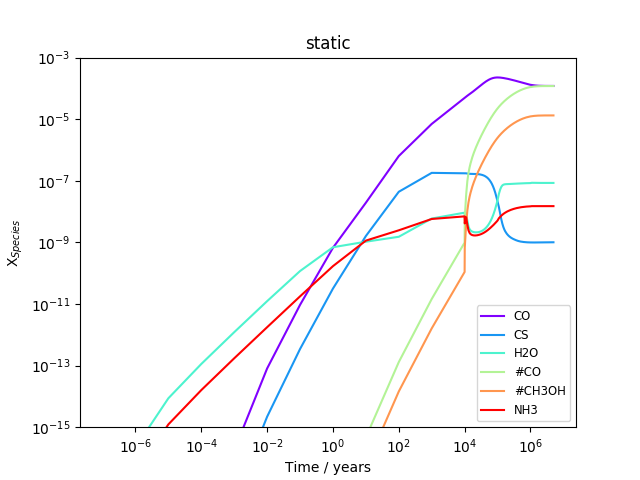 static
X_Species
10^-3
10^-5
10^-7
10^-9
10^-11
10^-13
10^-15
10^-6 10^-4 10^-2 10^0 10^2 10^4 10^6
Time / years
CO
CS
H2O
#CO
#CH3OH
NH3